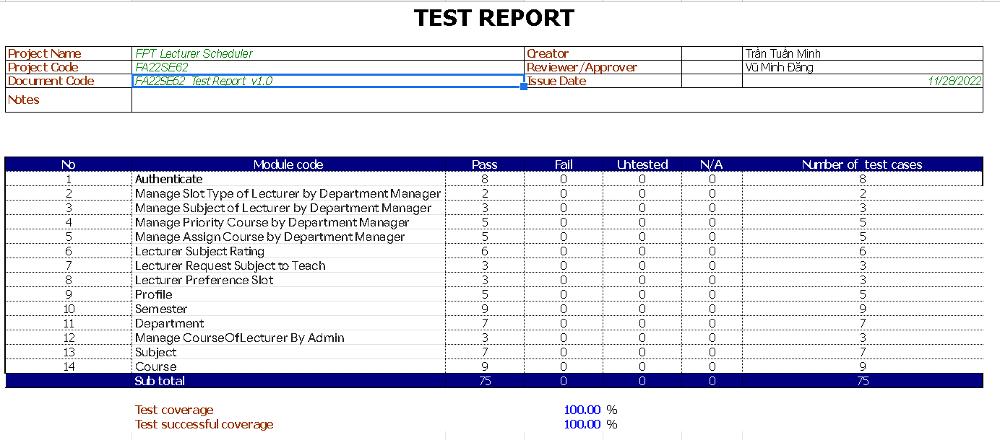 TEST REPORT
Project Name FPT Lecturer Scheduler Creator Trần Tuấn Minh
Project Code FA22SE62 Reviewer/Approver Vũ Minh Đăng
Document Code FA22SE62_Test Report_v1.0 Issue Date 11/28/2022
Notes
No Module code Pass Fail Untested N/A Number of test cases
1 Authenticate 8 0 0 0 8
2 Manage Slot Type of Lecturer by Department Manager 2 0 0 0 2
3 Manage Subject of Lecturer by Department Manager 3 0 0 0 3
4 Manage Priority Course by Department Manager 5 0 0 0 5
5 Manage Assign Course by Department Manager 5 0 0 0 5
6 Lecturer Subject Rating 6 0 0 0 6
7 Lecturer Request Subject to Teach 3 0 0 0 3
8 Lecturer Preference Slot 3 0 0 0 3
9 Profile 5 0 0 0 5
10 Semester 9 0 0 0 9
11 Department 7 0 0 0 7
12 Manage CourseOfLecturer By Admin 3 0 0 0 3
13 Subject 7 0 0 0 7
14 Course 9 0 0 0 9
Sub total 75 0 0 0 75
Test coverage 100.00 %
Test successful coverage 100.00 %